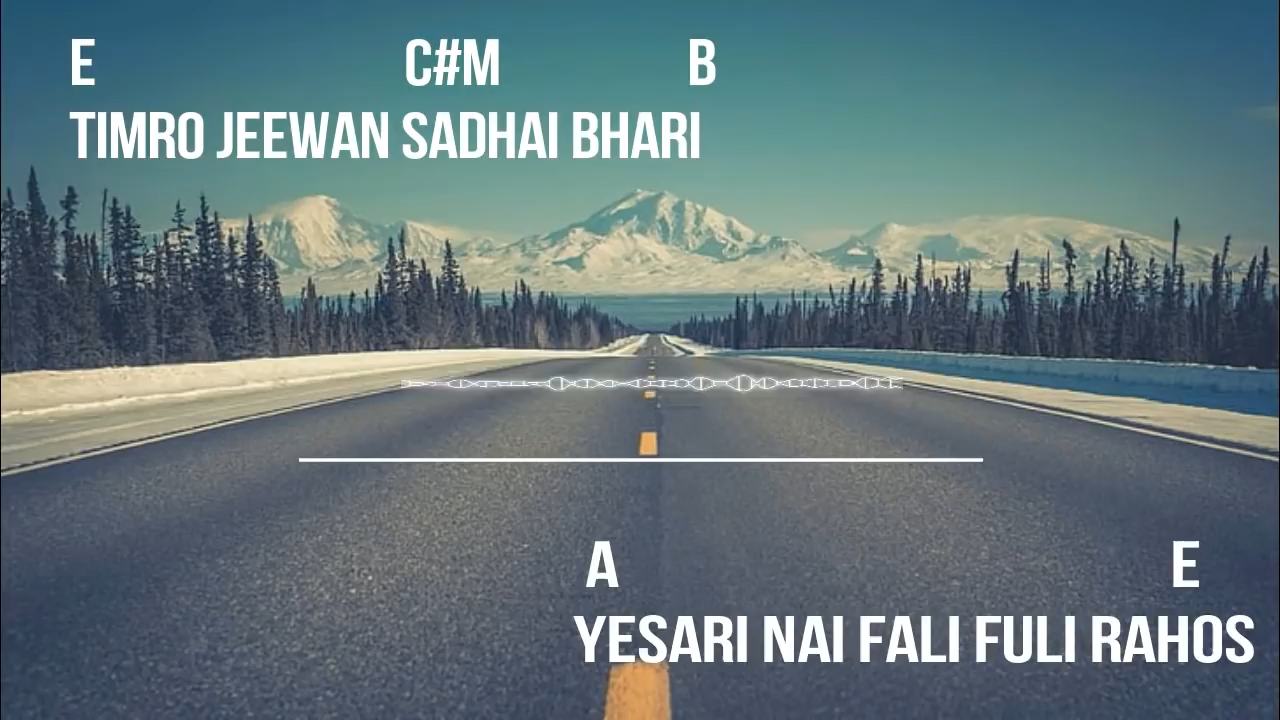 E C#M B
TIMRO JEEWAN SADHAI BHARI
A E
YESARI NAI FALI FULI RAHOS